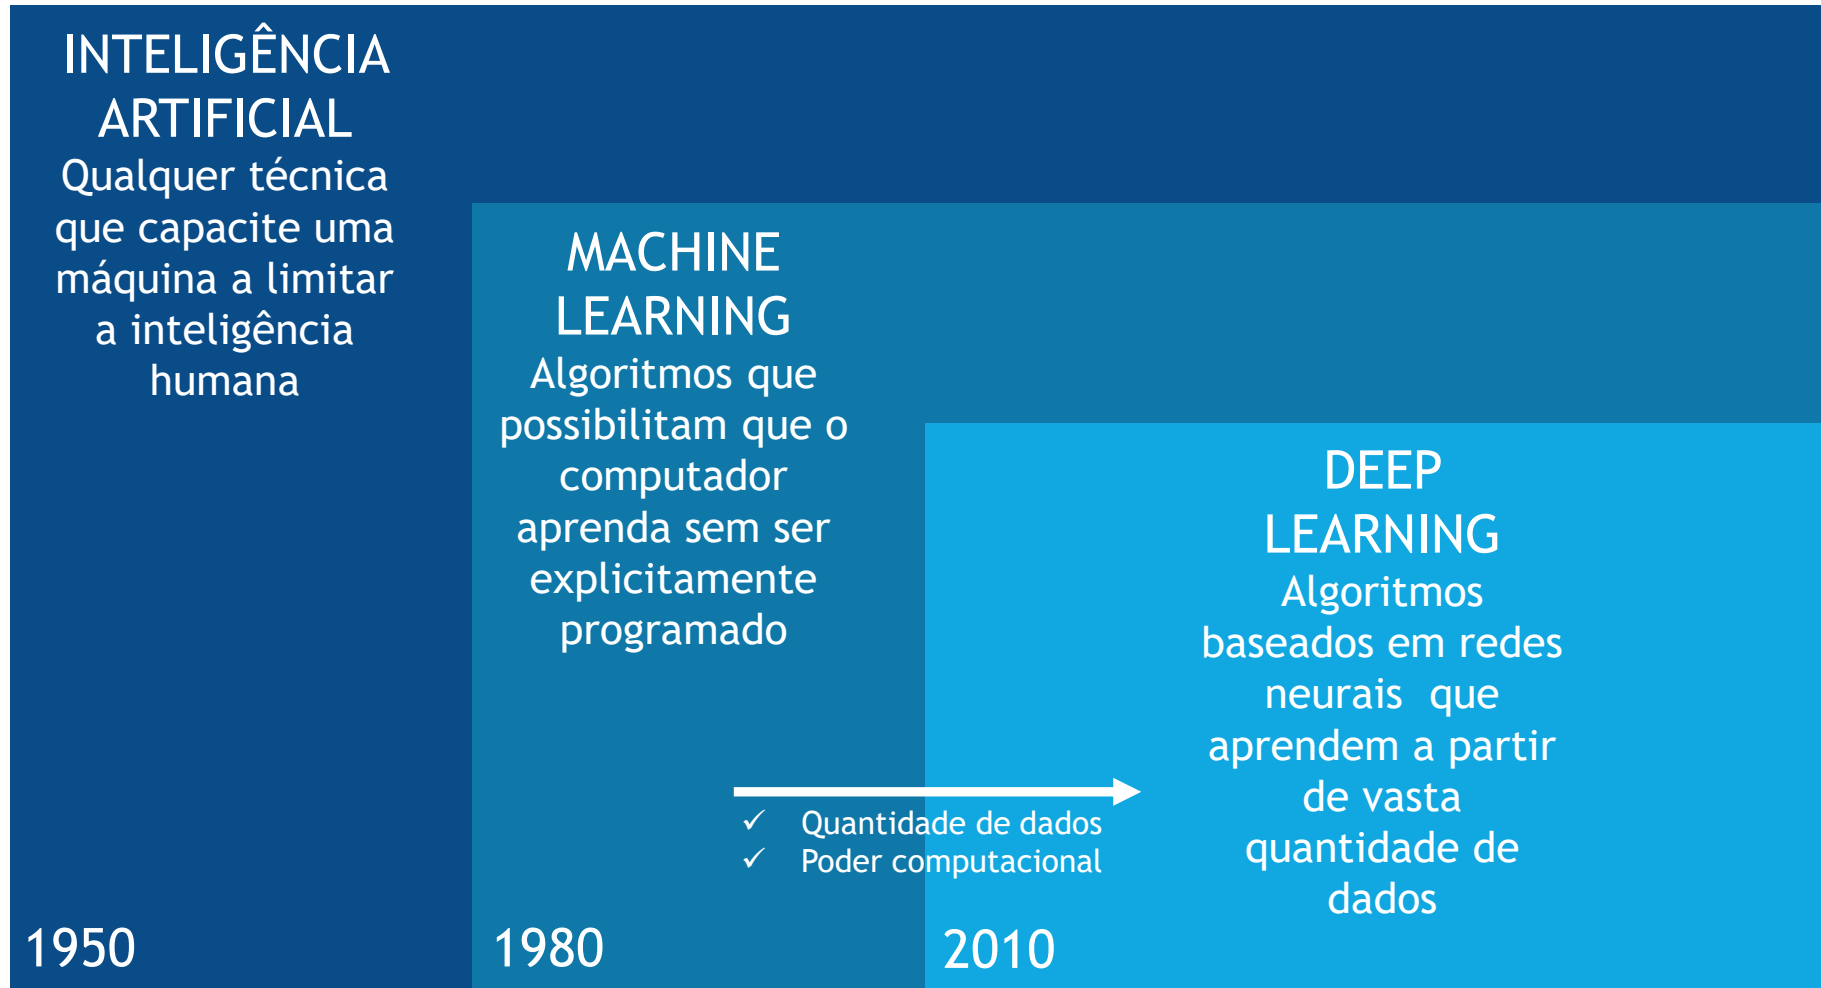 INTELIGÊNCIA
ARTIFICIAL
Qualquer técnica
que capacite uma
máquina a limitar
a inteligência
humana
1950
MACHINE
LEARNING
Algoritmos que
possibilitam que o
computador
aprenda sem ser
explicitamente
programado
✓ Quantidade de dados
✓ Poder computacional
1980
DEEP
LEARNING
Algoritmos
baseados em redes
neurais que
aprendem a partir
de vasta
quantidade de
dados
2010